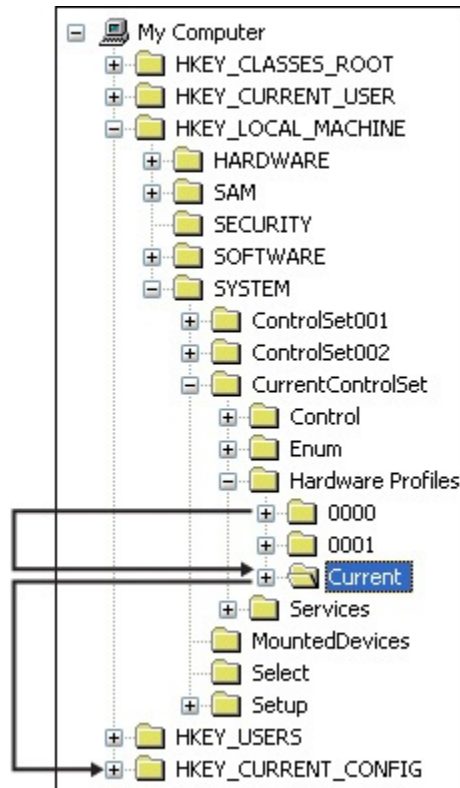 My Computer
HKEY_CLASSES_ROOT
HKEY_CURRENT_USER
HKEY_LOCAL_MACHINE
HARDWARE
SAM
SECURITY
SOFTWARE
SYSTEM
ControlSet001
ControlSet002
CurrentControlSet
Control
Enum
Hardware Profiles
0000
0001
Current
Services
MountedDevices
Select
Setup
HKEY_USERS
HKEY_CURRENT_CONFIG